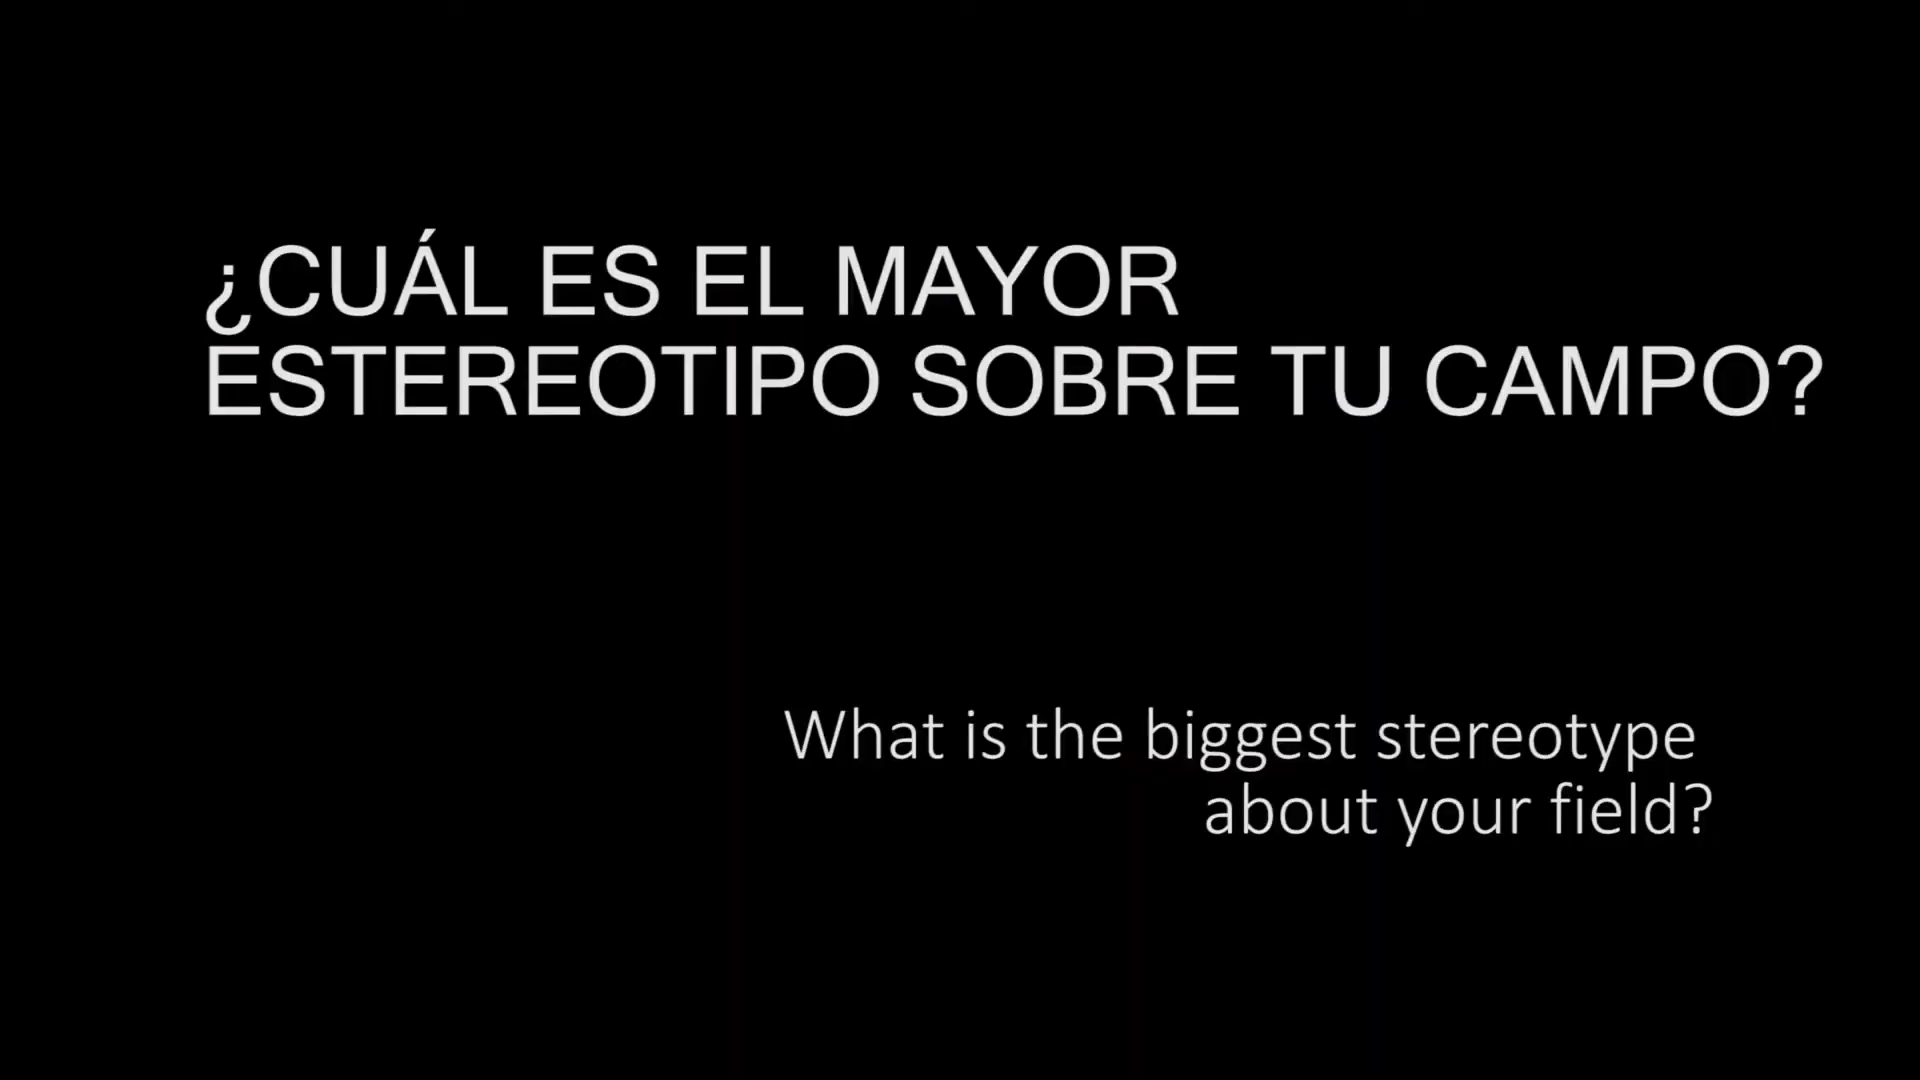 ¿CUÁL ES EL MAYOR
ESTEREOTIPO SOBRE TU CAMPO?
What is the biggest stereotype
about your field?